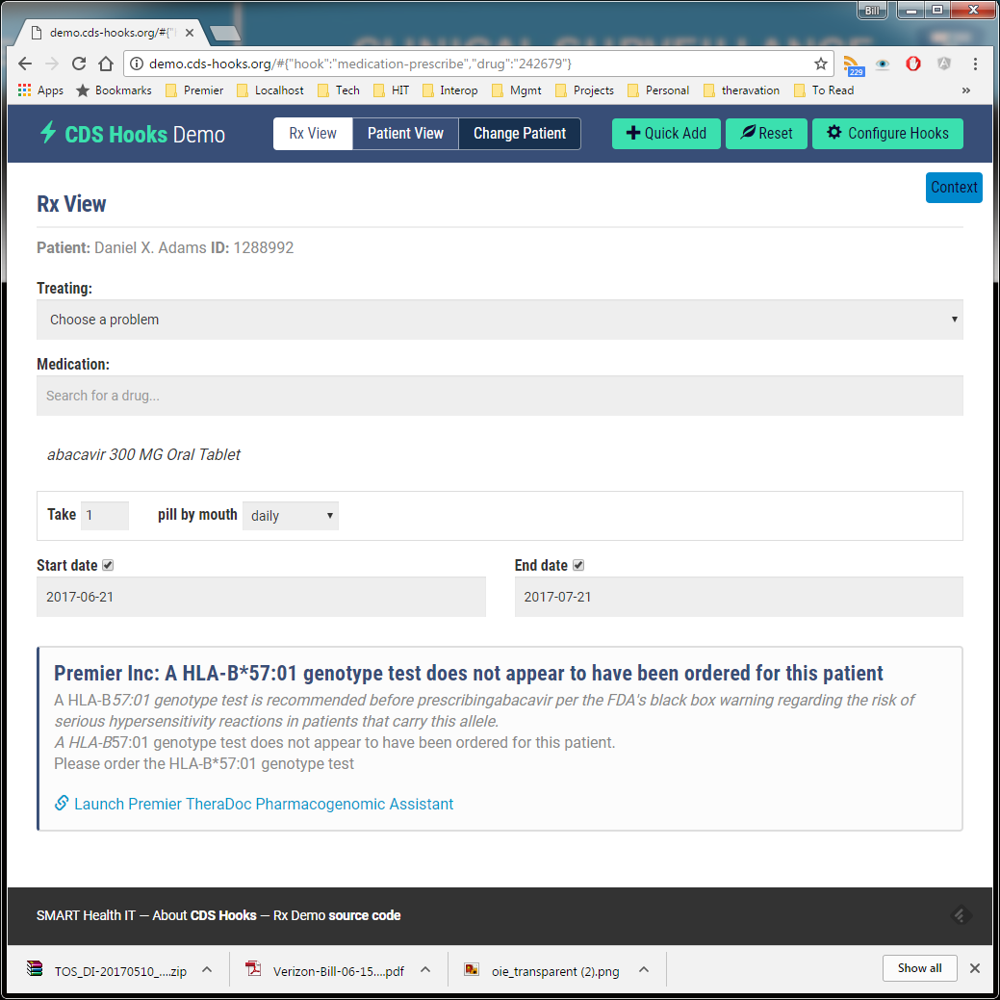 Bill
demo.cds-hooks.org/#{"
demo.cds-hooks.org/#{"hook":"medication-prescribe","drug":"242679"}
229
Apps Bookmarks Premier Localhost Tech HIT Interop Mgmt Projects Personal theravation To Read »
CDS Hooks Demo Rx View Patient View Change Patient Quick Add Reset Configure Hooks
Context
Rx View
Patient: Daniel X. Adams ID: 1288992
Treating:
Choose a problem
Medication:
Search for a drug...
abacavir 300 MG Oral Tablet
Take 1 pill by mouth daily
Start date End date
2017-06-21 2017-07-21
Premier Inc: A HLA-B*57:01 genotype test does not appear to have been ordered for this patient
A HLA-B57:01 genotype test is recommended before prescribingabacavir per the FDA's black box warning regarding the risk of
serious hypersensitivity reactions in patients that carry this allele.
A HLA-B57:01 genotype test does not appear to have been ordered for this patient.
Please order the HLA-B*57:01 genotype test
Launch Premier TheraDoc Pharmacogenomic Assistant
SMART Health IT — About CDS Hooks — Rx Demo source code
TOS_DI-20170510_....zip Verizon-Bill-06-15....pdf oie_transparent (2).png Show all